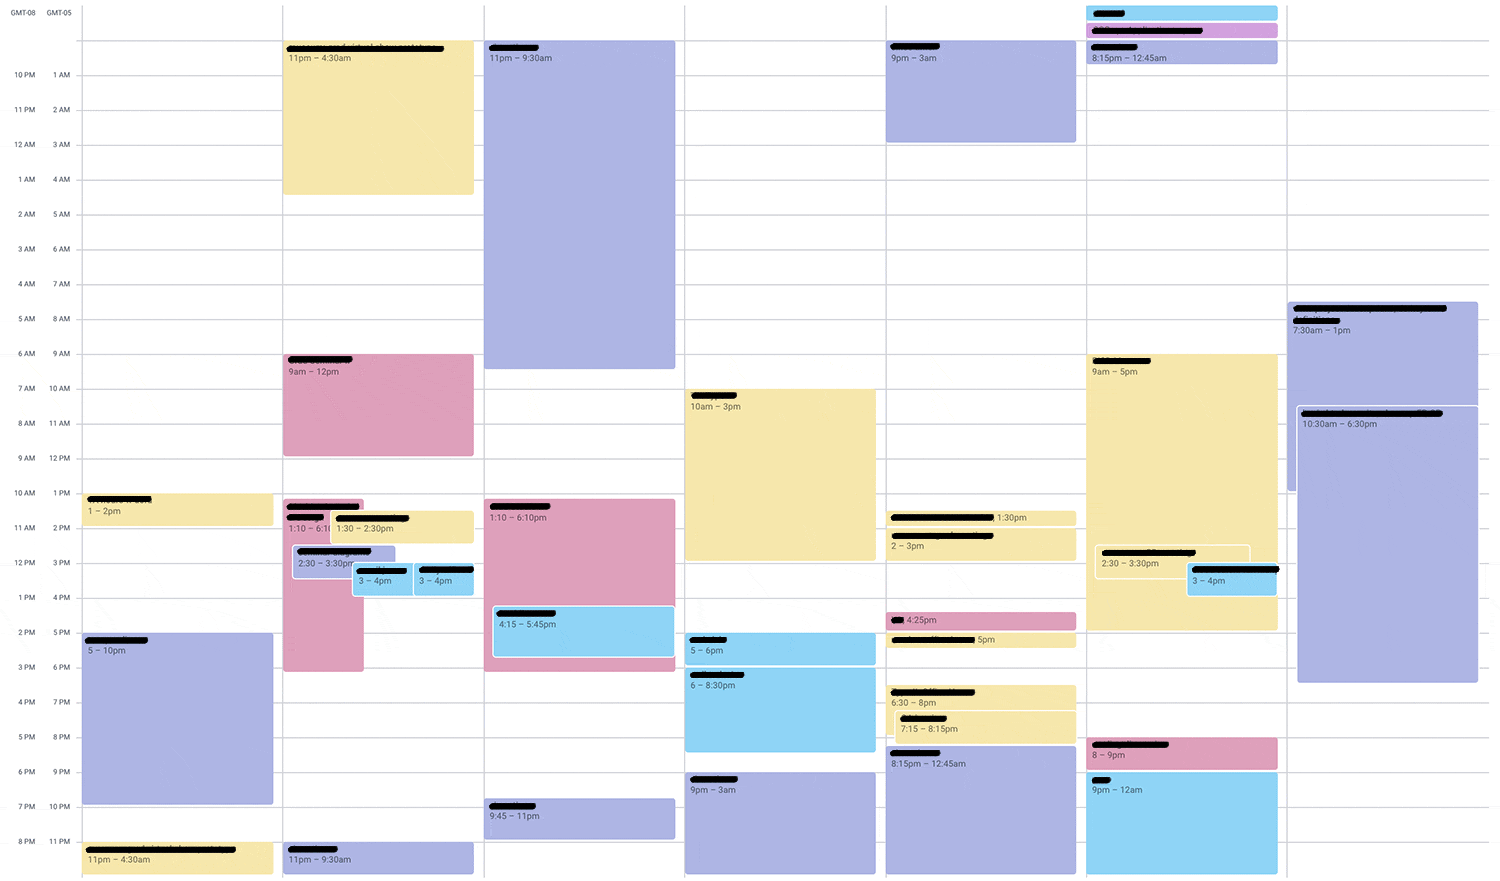 GMT-08 GMT-05
11pm – 4:30am
11pm – 9:30am
9pm – 3am
8:15pm – 12:45am
10 PM 1 AM
11 PM 2 AM
12 AM 3 AM
1 AM 4 AM
2 AM 5 AM
3 AM 6 AM
4 AM 7 AM
5 AM 8 AM
7:30am – 1pm
6 AM 9 AM
9am – 12pm
9am – 5pm
7 AM 10 AM
10am – 3pm
8 AM 11 AM
10:30am – 6:30pm
9 AM 12 PM
10 AM 1 PM
1 – 2pm
1:10 – 6:10
1:30 – 2:30pm
1:10 – 6:10pm
1:30pm
11 AM 2 PM
2 – 3pm
2:30 – 3:30pm
2:30 – 3:30pm
12 PM 3 PM
3 – 4pm
3 – 4pm
3 – 4pm
1 PM 4 PM
4:15 – 5:45pm
4:25pm
2 PM 5 PM
5 – 10pm
5 – 6pm
5pm
3 PM 6 PM
6 – 8:30pm
6:30 – 8pm
4 PM 7 PM
7:15 – 8:15pm
5 PM 8 PM
8:15pm – 12:45am
8 – 9pm
6 PM 9 PM
9pm – 3am
9pm – 12am
7 PM 10 PM
9:45 – 11pm
8 PM 11 PM
11pm – 4:30am
11pm – 9:30am